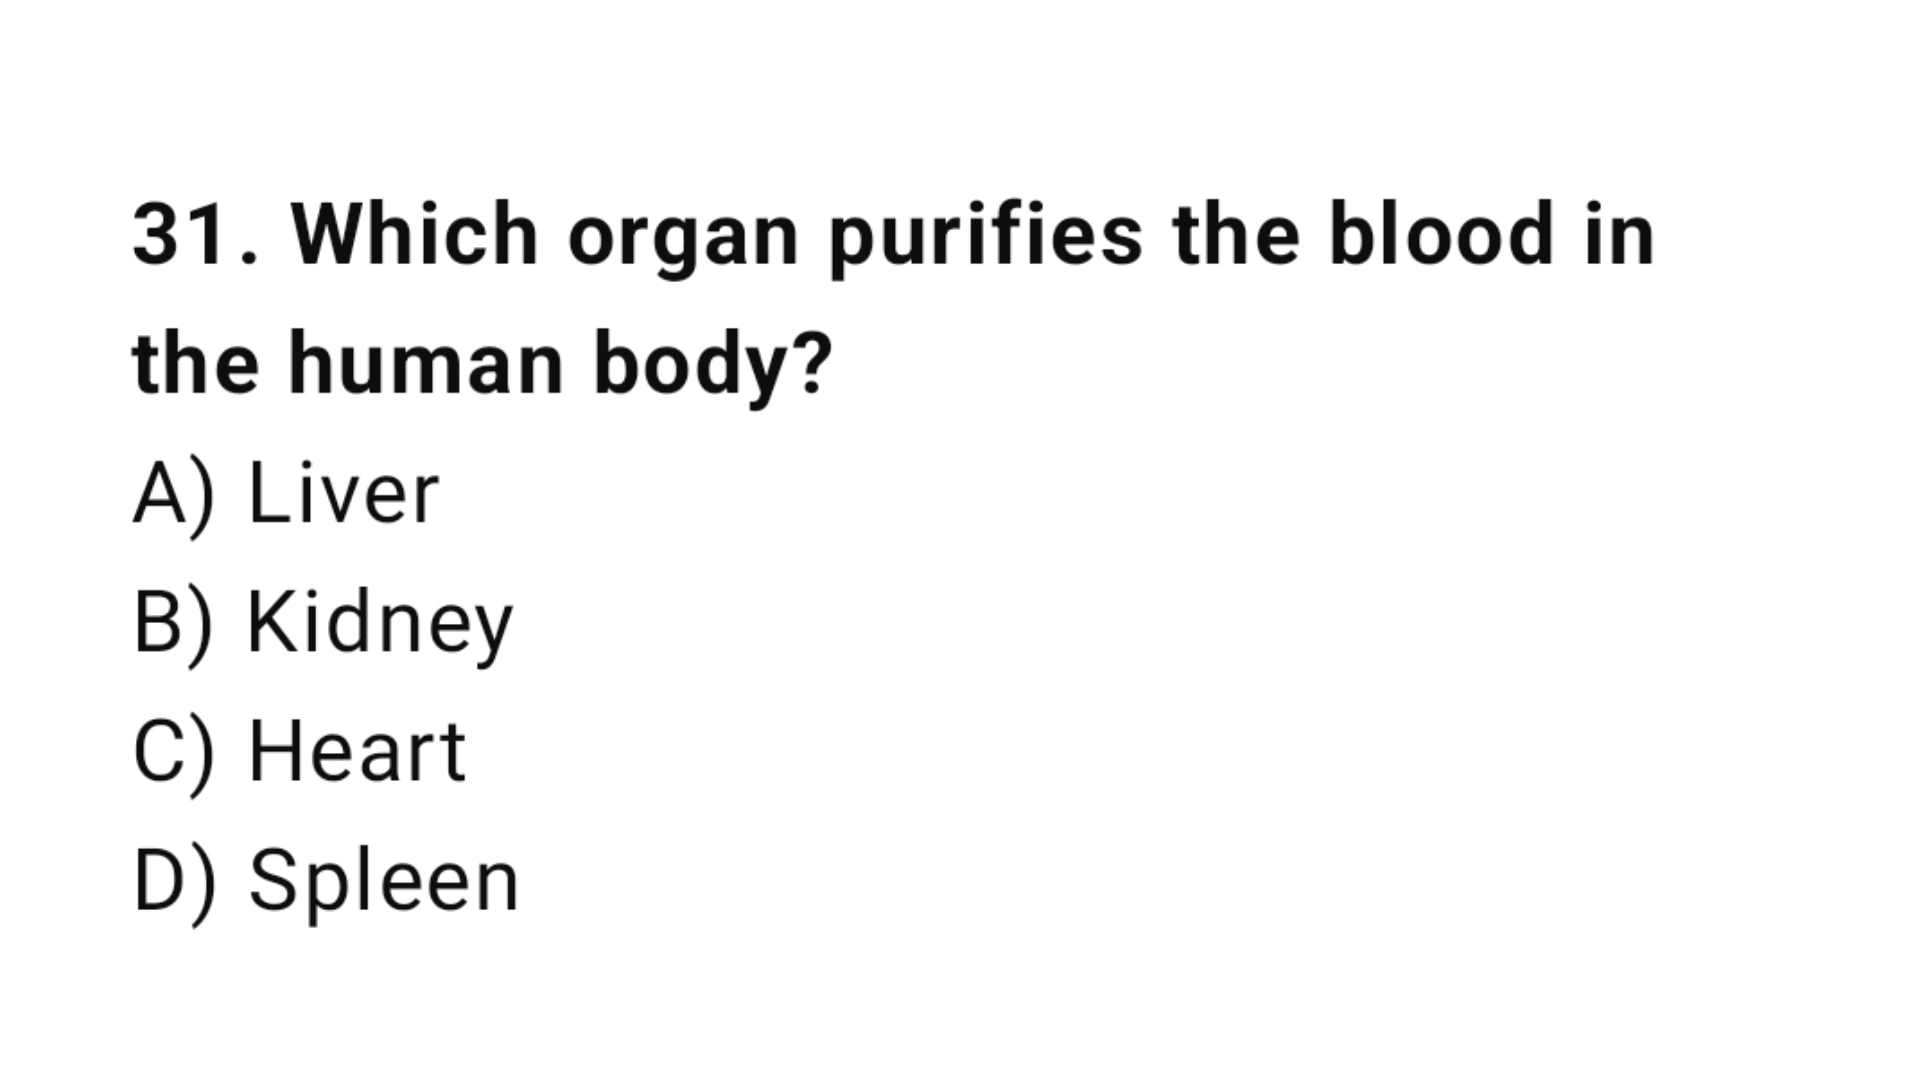 31. Which organ purifies the blood in
the human body?
A) Liver
B) Kidney
C) Heart
D) Spleen